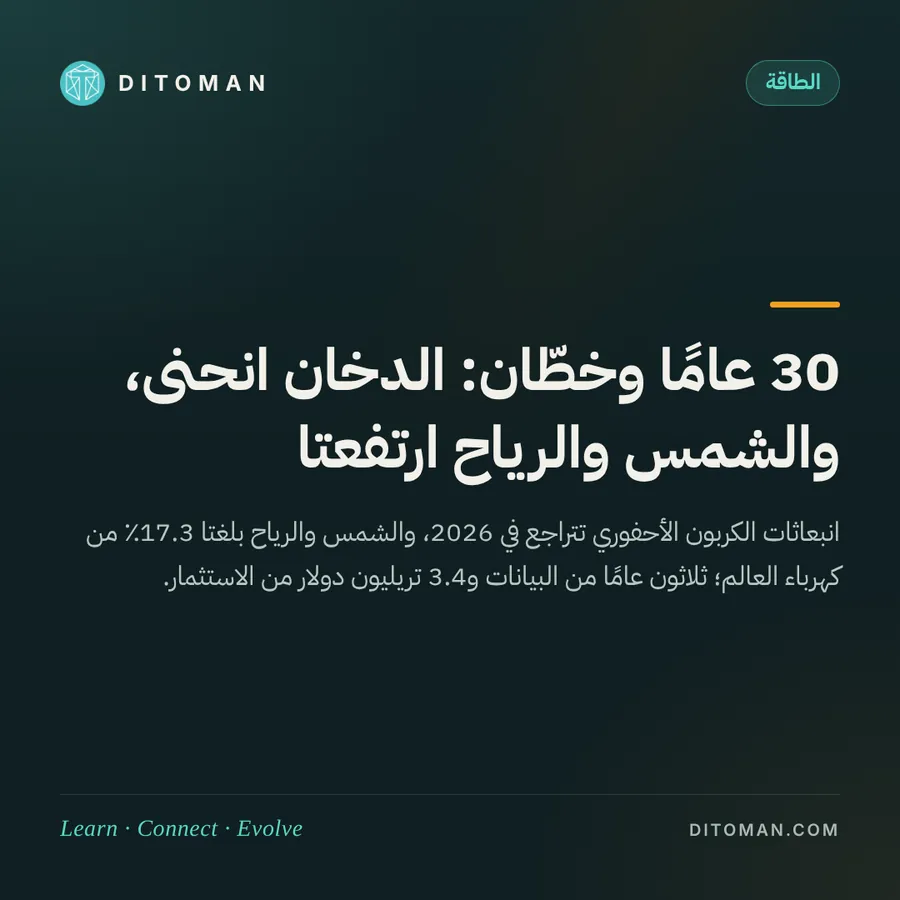 DITOMAN
الطاقة
30 عامًا وخطّان: الدخان انحنى،
والشمس والرياح ارتفعتا
انبعاثات الكربون الأحفوري تتراجع في 2026، والشمس والرياح بلغتا 17.3٪ من
كهرباء العالم؛ ثلاثون عامًا من البيانات و3.4 تريليون دولار من الاستثمار.
Learn · Connect · Evolve
DITOMAN.COM